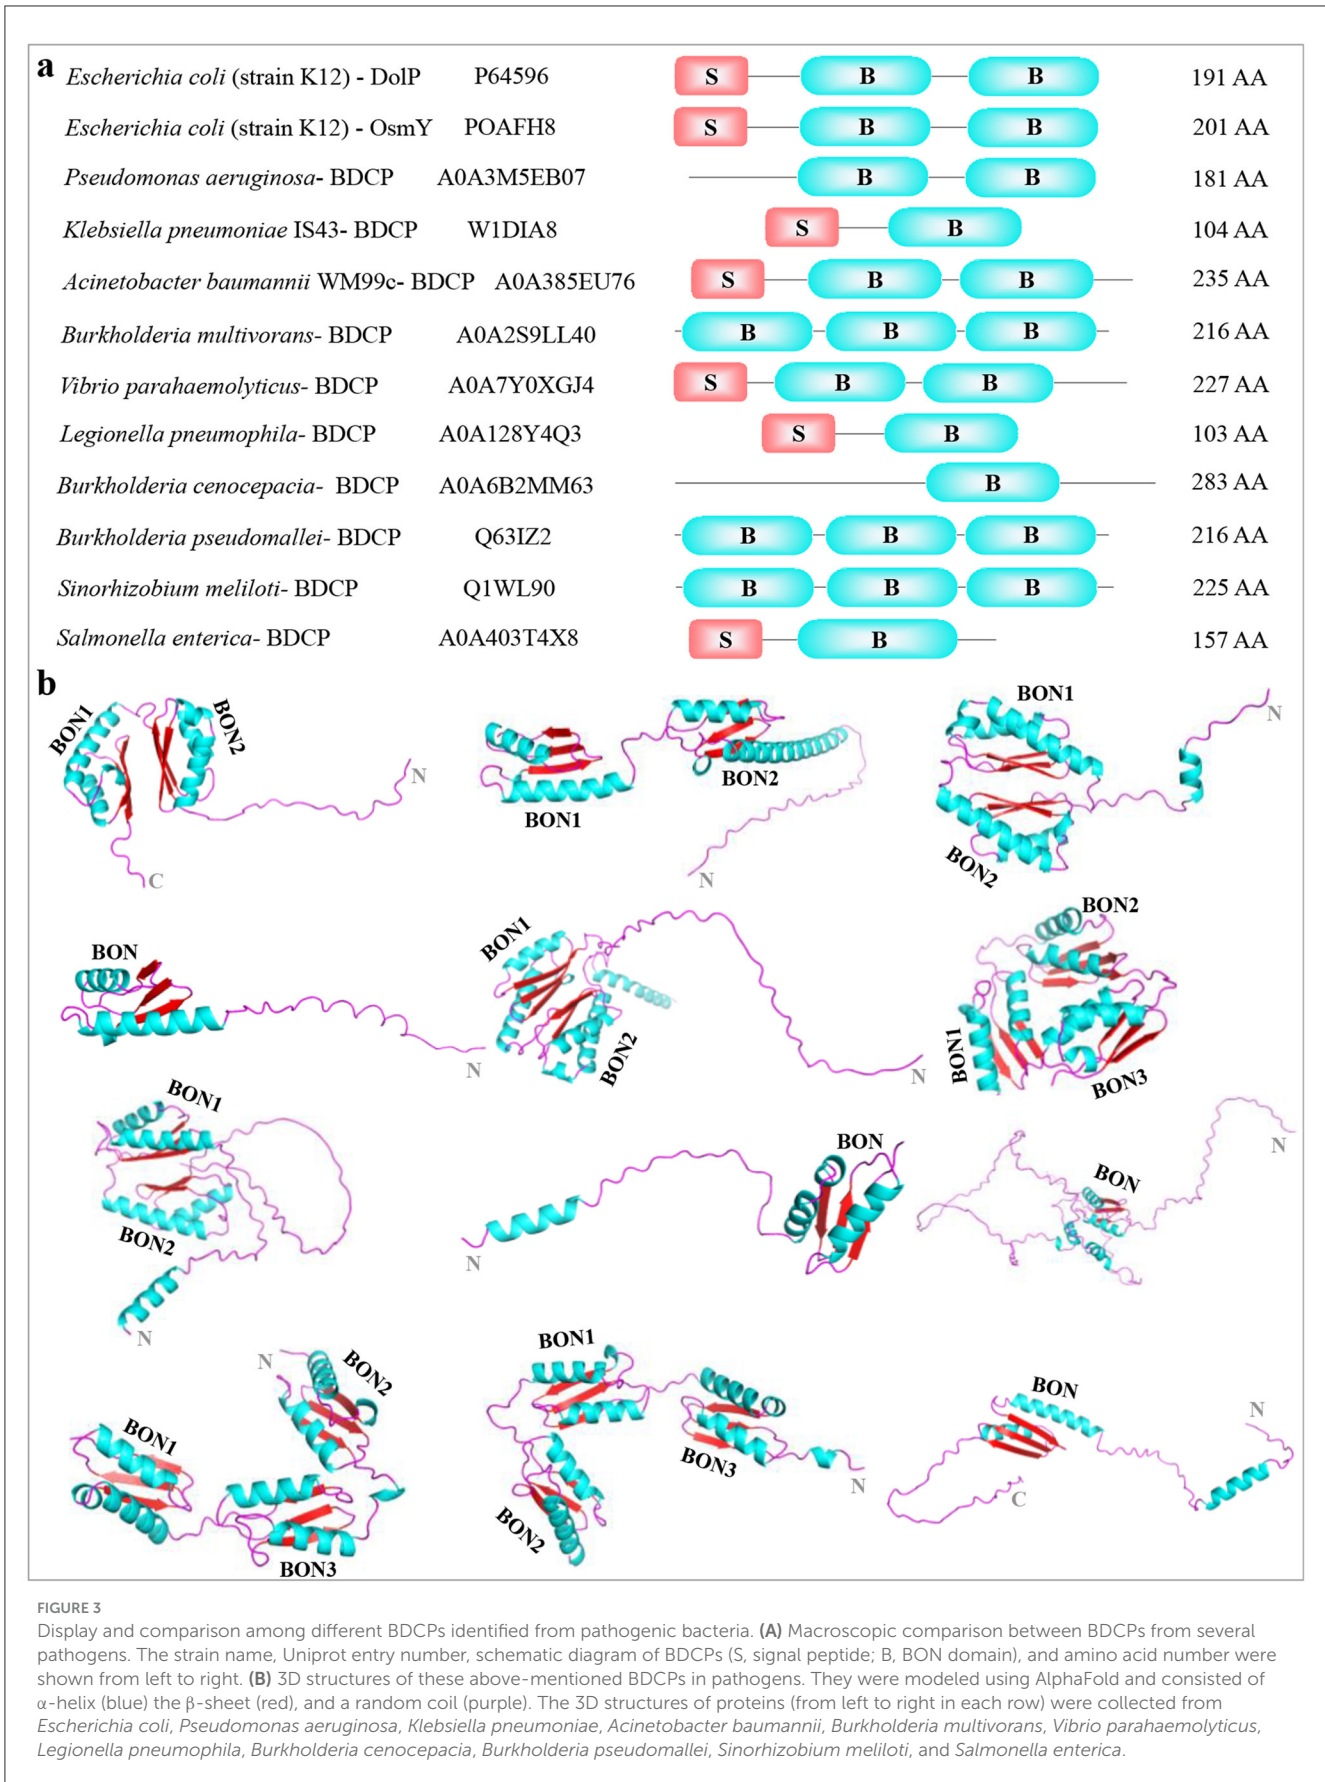 a
Escherichia coli (strain K12) - DolP P64596 S B B 191 AA
Escherichia coli (strain K12) - OsmY POAFH8 S B B 201 AA
Pseudomonas aeruginosa- BDCP A0A3M5EB07 B B 181 AA
Klebsiella pneumoniae IS43- BDCP W1DIA8 S B 104 AA
Acinetobacter baumannii WM99c- BDCP A0A385EU76 S B B 235 AA
Burkholderia multivorans- BDCP A0A2S9LL40 B B B 216 AA
Vibrio parahaemolyticus- BDCP A0A7Y0XGJ4 S B B 227 AA
Legionella pneumophila- BDCP A0A128Y4Q3 S B 103 AA
Burkholderia cenocepacia- BDCP A0A6B2MM63 B 283 AA
Burkholderia pseudomallei- BDCP Q63IZ2 B B B 216 AA
Sinorhizobium meliloti- BDCP Q1WL90 B B B 225 AA
Salmonella enterica- BDCP A0A403T4X8 S B 157 AA
b
BON1 BON2 N C
BON1 BON2 N
BON1 BON2 N
BON N
BON1 BON2 N
BON2 BON1 BON3
BON1 BON2 N
BON N
BON N
N BON2 BON1 BON3
BON1 BON3 BON2 N
BON N C
FIGURE 3
Display and comparison among different BDCPs identified from pathogenic bacteria. (A) Macroscopic comparison between BDCPs from several
pathogens. The strain name, Uniprot entry number, schematic diagram of BDCPs (S, signal peptide; B, BON domain), and amino acid number were
shown from left to right. (B) 3D structures of these above-mentioned BDCPs in pathogens. They were modeled using AlphaFold and consisted of
α-helix (blue) the β-sheet (red), and a random coil (purple). The 3D structures of proteins (from left to right in each row) were collected from
Escherichia coli, Pseudomonas aeruginosa, Klebsiella pneumoniae, Acinetobacter baumannii, Burkholderia multivorans, Vibrio parahaemolyticus,
Legionella pneumophila, Burkholderia cenocepacia, Burkholderia pseudomallei, Sinorhizobium meliloti, and Salmonella enterica.